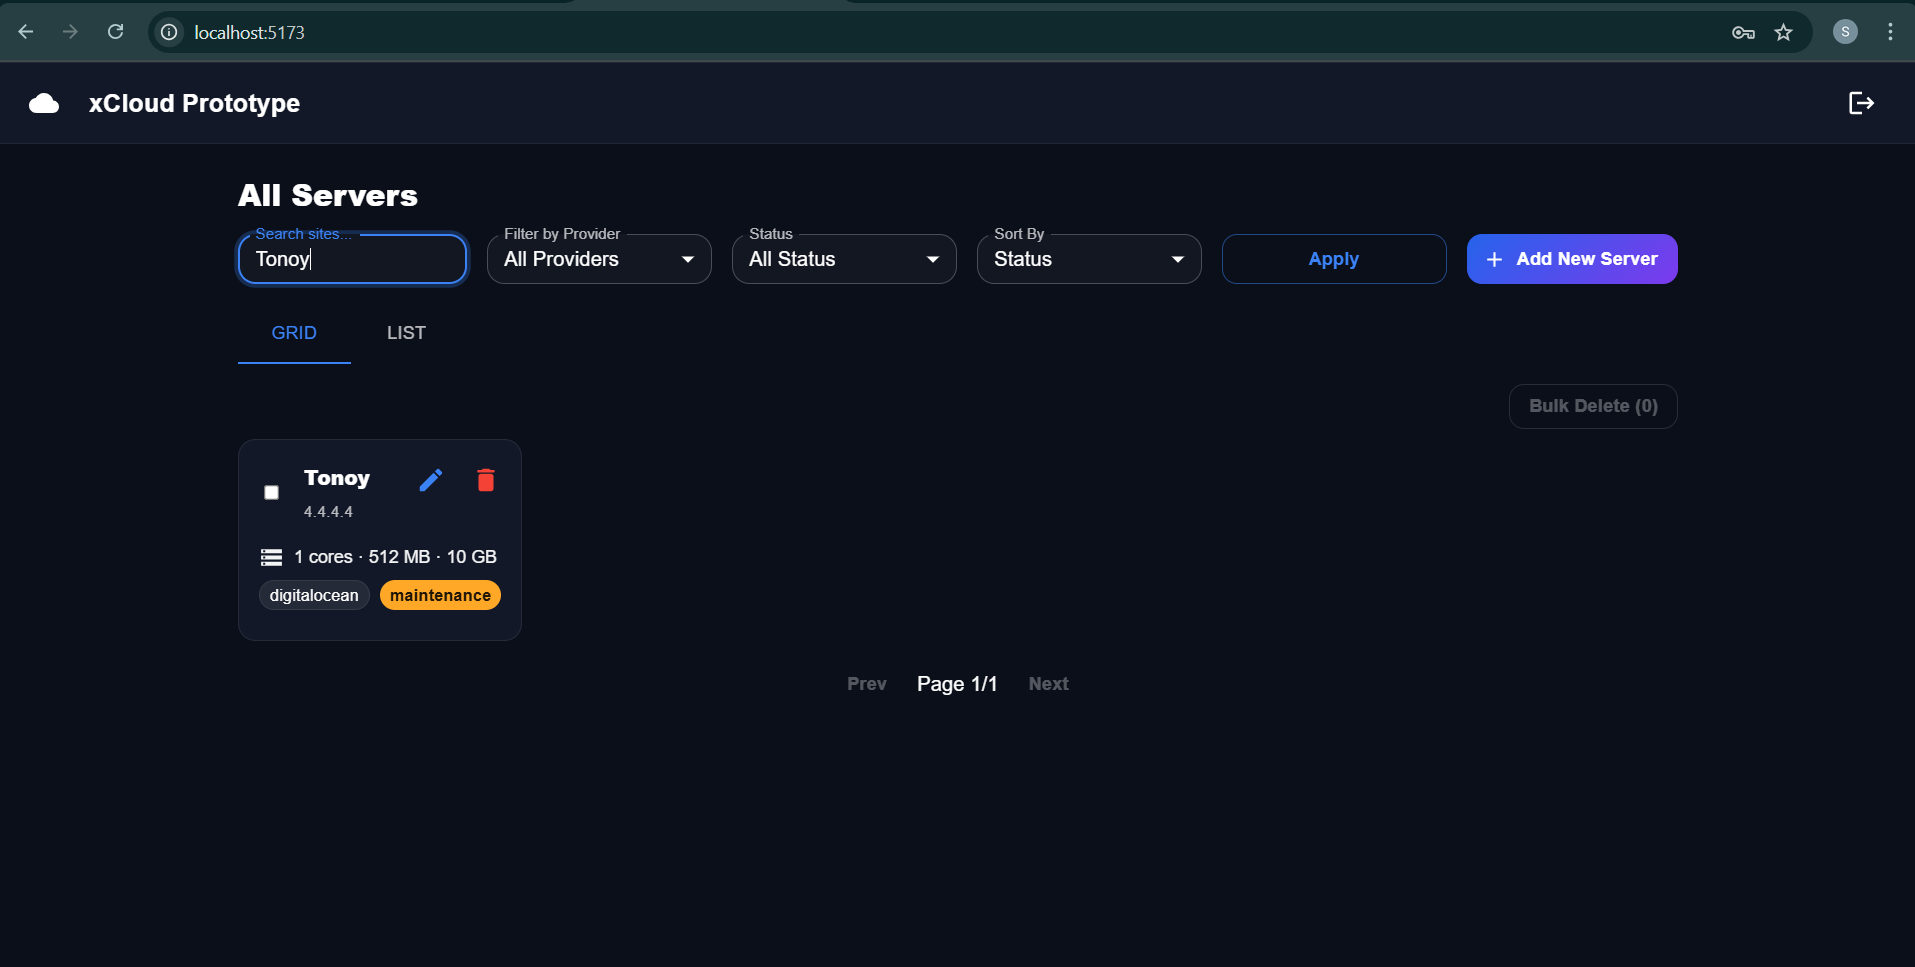 localhost:5173
S
xCloud Prototype
All Servers
Search sites...
Tonoy
Filter by Provider
All Providers
Status
All Status
Sort By
Status
Apply
+ Add New Server
GRID
LIST
Bulk Delete (0)
Tonoy
4.4.4.4
1 cores · 512 MB · 10 GB
digitalocean
maintenance
Prev
Page 1/1
Next